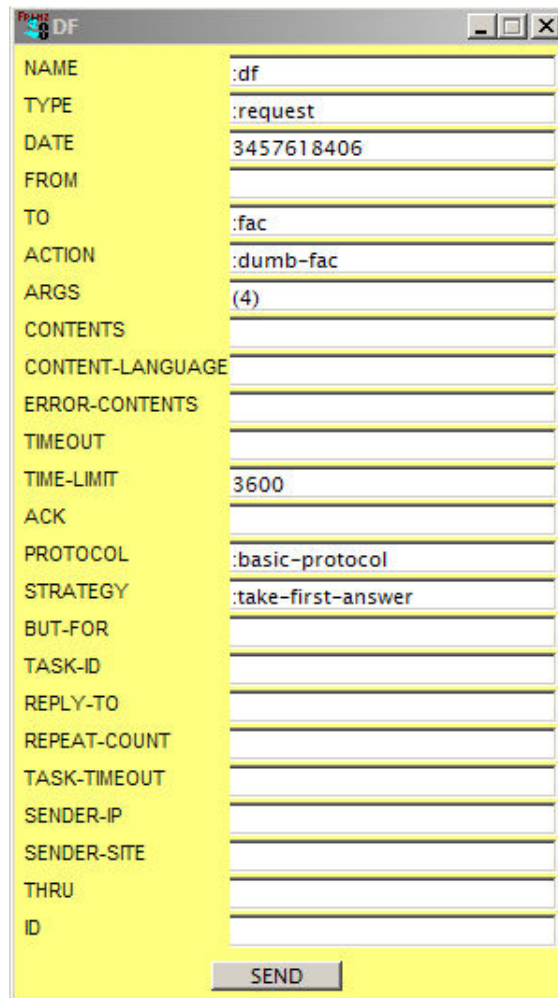 FRANZ DF
NAME :df
TYPE :request
DATE 3457618406
FROM
TO :fac
ACTION :dumb-fac
ARGS (4)
CONTENTS
CONTENT-LANGUAGE
ERROR-CONTENTS
TIMEOUT
TIME-LIMIT 3600
ACK
PROTOCOL :basic-protocol
STRATEGY :take-first-answer
BUT-FOR
TASK-ID
REPLY-TO
REPEAT-COUNT
TASK-TIMEOUT
SENDER-IP
SENDER-SITE
THRU
ID
SEND